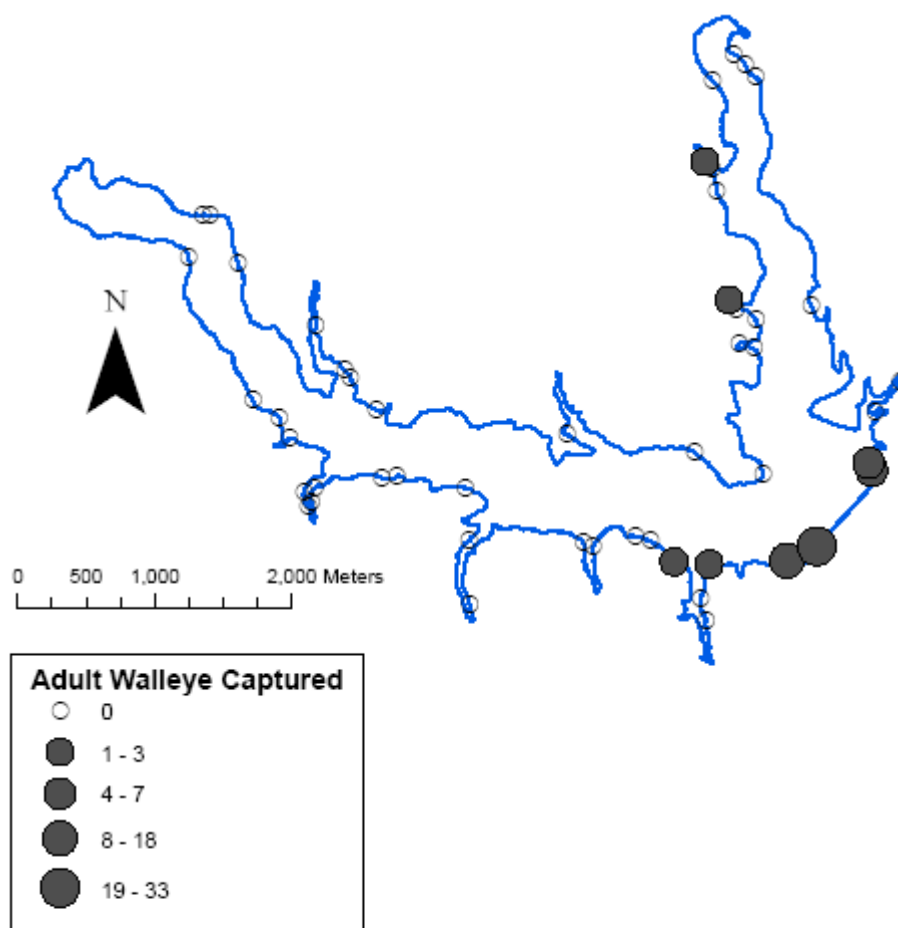 N
0 500 1,000 2,000 Meters
Adult Walleye Captured
0
1 - 3
4 - 7
8 - 18
19 - 33